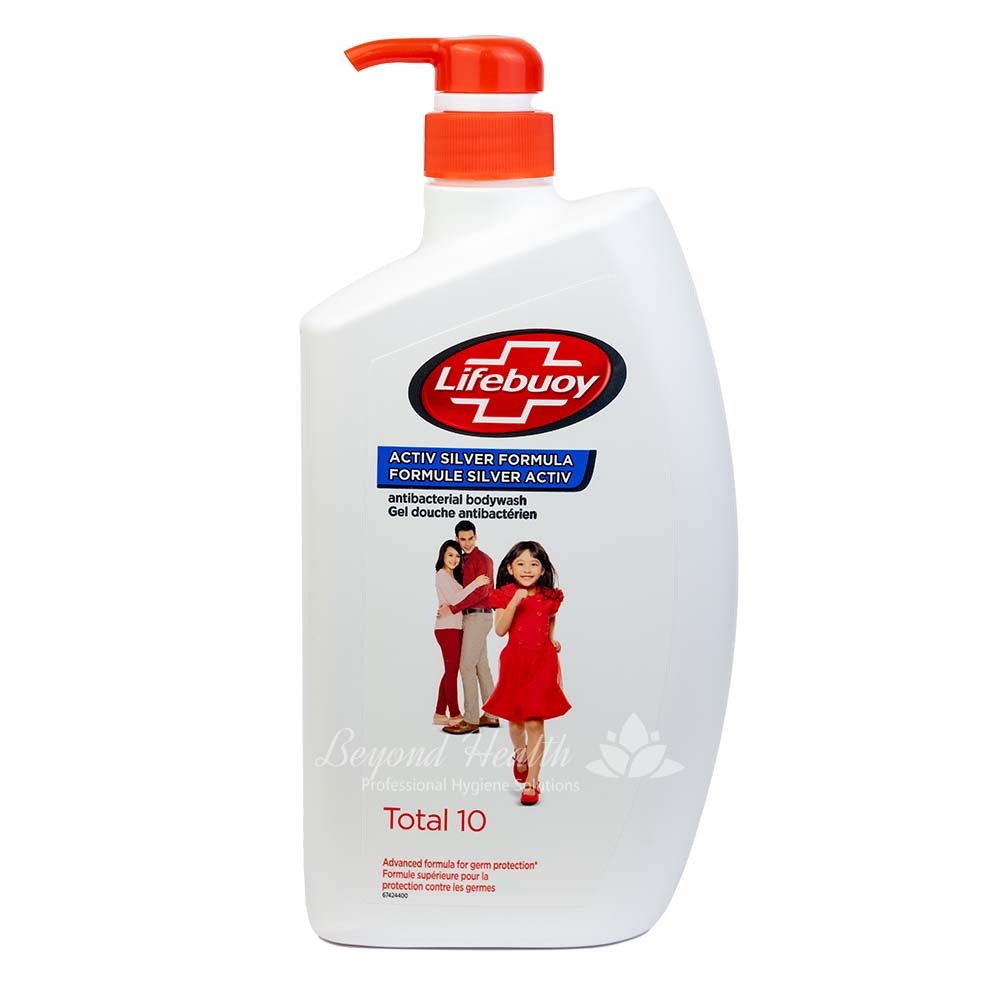 Lifebuoy
ACTIV SILVER FORMULA
FORMULE SILVER ACTIV
antibacterial bodywash
Gel douche antibactérien
Beyond Health
Professional Hygiene Solutions
Total 10
Advanced formula for germ protection*
Formule supérieure pour la
protection contre les germes
67424400